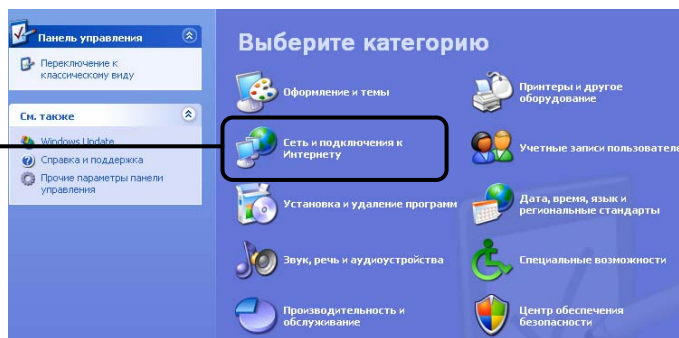 Панель управления
Переключение к
классическому виду
См. также
Windows Update
Справка и поддержка
Прочие параметры панели
управления
Выберите категорию
Оформление и темы
Принтеры и другое
оборудование
Сеть и подключения к
Интернету
Учетные записи пользователе
Установка и удаление программ
Дата, время, язык и
региональные стандарты
Звук, речь и аудиоустройства
Специальные возможности
Производительность и
обслуживание
Центр обеспечения
безопасности